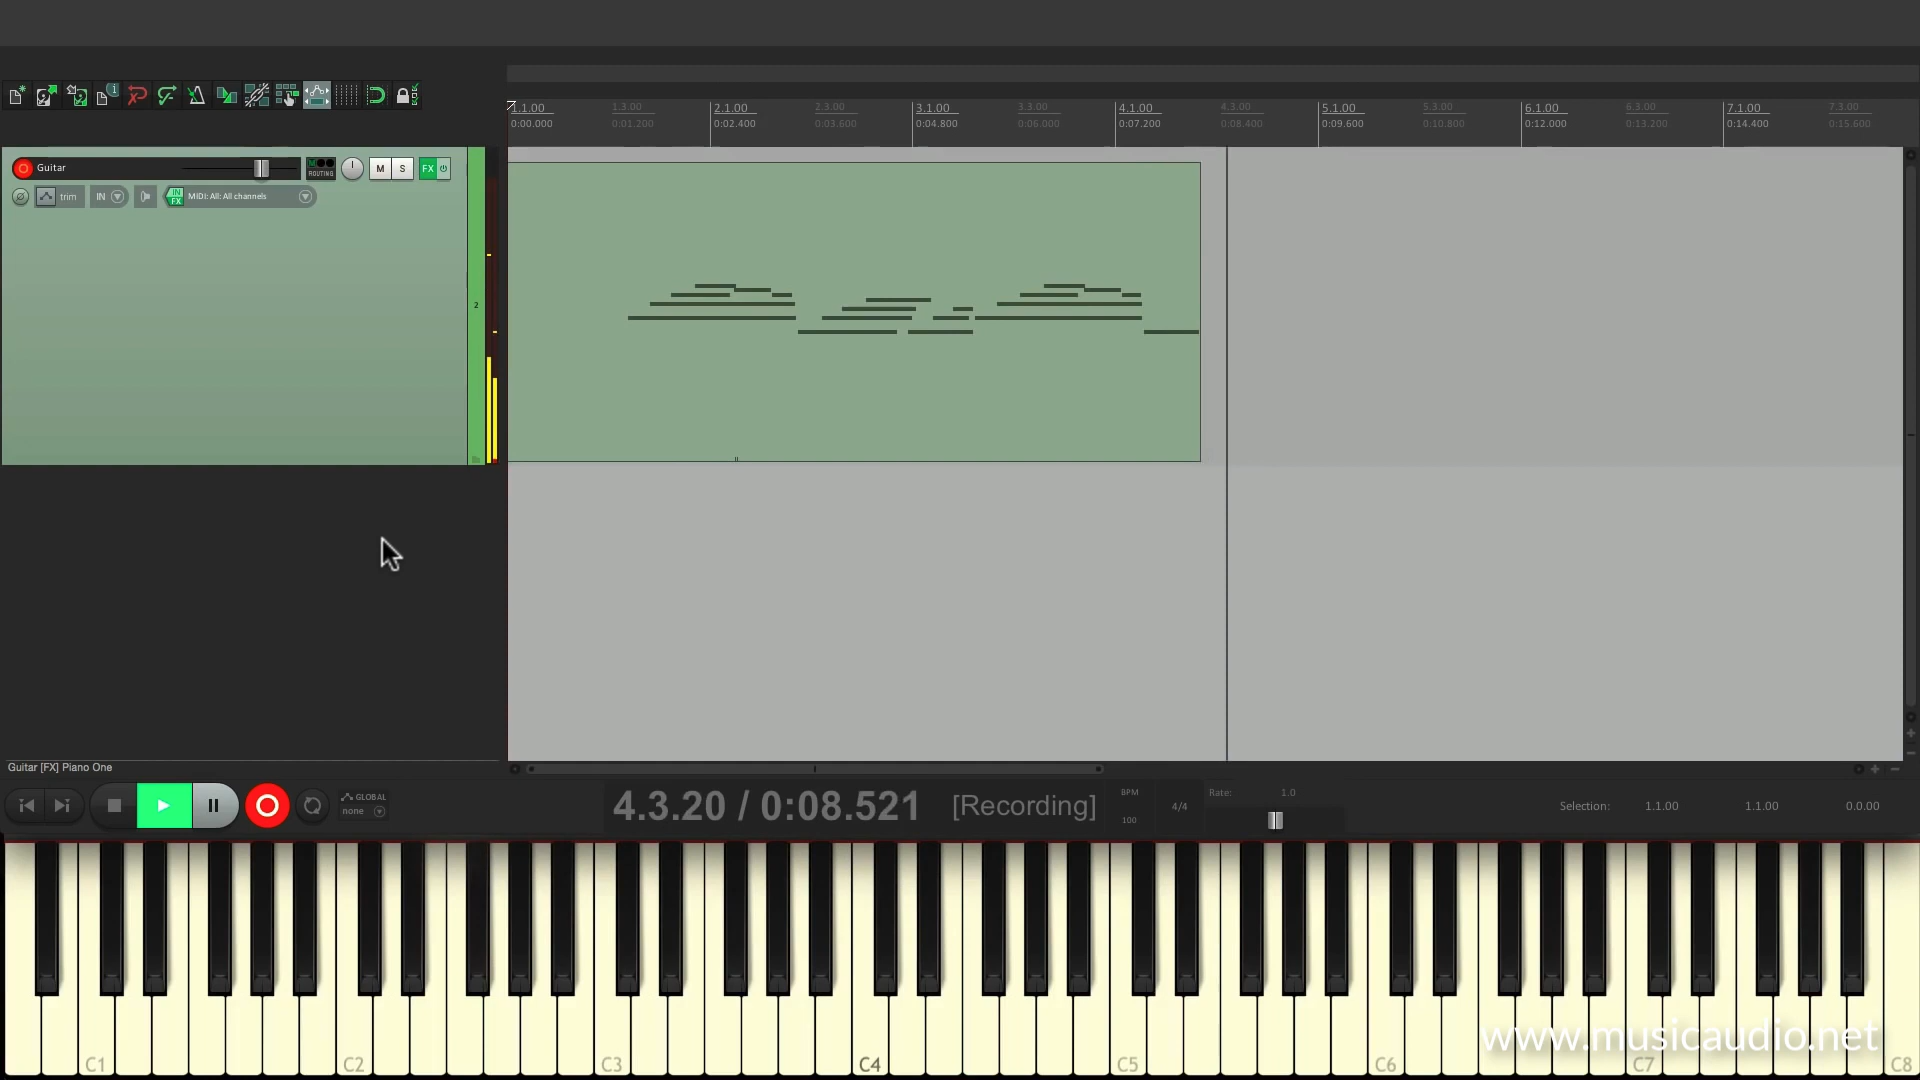 1.1.00 1.3.00 2.1.00 2.3.00 3.1.00 3.3.00 4.1.00 4.3.00 5.1.00 5.3.00 6.1.00 6.3.00 7.1.00 7.3.00
0:00.000 0:01.200 0:02.400 0:03.600 0:04.800 0:06.000 0:07.200 0:08.400 0:09.600 0:10.800 0:12.000 0:13.200 0:14.400 0:15.600
Guitar ROUTING M S FX
trim IN IN FX MIDI: All: All channels
2
Guitar [FX] Piano One
GLOBAL
none
4.3.20 / 0:08.521 [Recording]
BPM
100
4/4
Rate: 1.0
Selection: 1.1.00 1.1.00 0.0.00
www.musicaudio.net
C1 C2 C3 C4 C5 C6 C7 C8